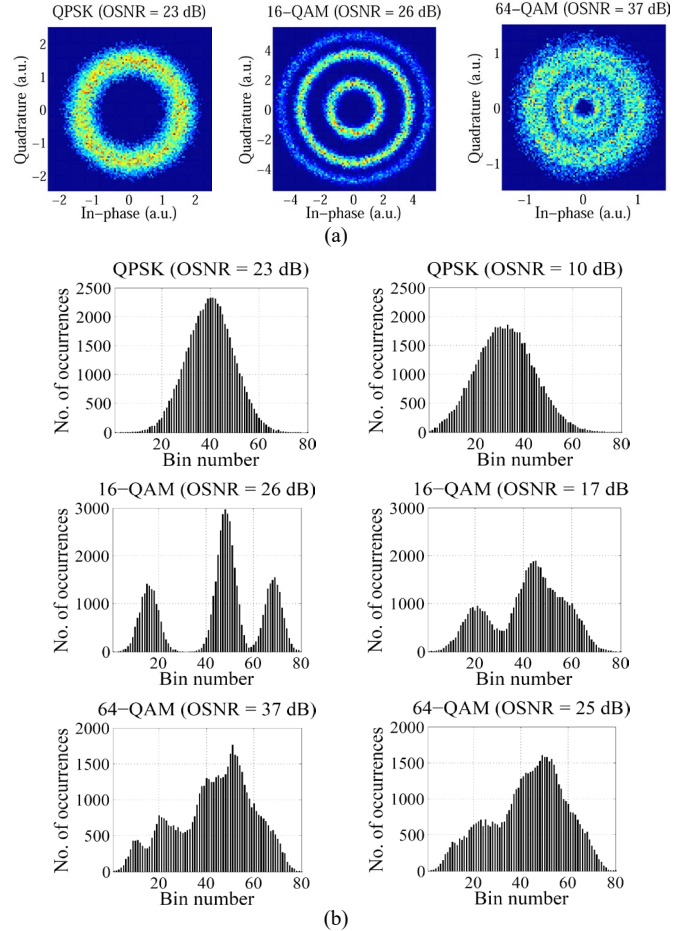 QPSK (OSNR = 23 dB)
16−QAM (OSNR = 26 dB)
64−QAM (OSNR = 37 dB)
Quadrature (a.u.)
2
1
0
−1
−2
−2 −1 0 1 2
In−phase (a.u.)
Quadrature (a.u.)
4
2
0
−2
−4
−4 −2 0 2 4
In−phase (a.u.)
Quadrature (a.u.)
1
0
−1
−1 0 1
In−phase (a.u.)
(a)
QPSK (OSNR = 23 dB)
No. of occurrences
2500
2000
1500
1000
500
0
20 40 60 80
Bin number
QPSK (OSNR = 10 dB)
No. of occurrences
2500
2000
1500
1000
500
0
20 40 60 80
Bin number
16−QAM (OSNR = 26 dB)
No. of occurrences
3000
2000
1000
0
20 40 60 80
Bin number
16−QAM (OSNR = 17 dB
No. of occurrences
3000
2000
1000
0
20 40 60 80
Bin number
64−QAM (OSNR = 37 dB)
No. of occurrences
2000
1500
1000
500
0
20 40 60 80
Bin number
64−QAM (OSNR = 25 dB)
No. of occurrences
2000
1500
1000
500
0
20 40 60 80
Bin number
(b)